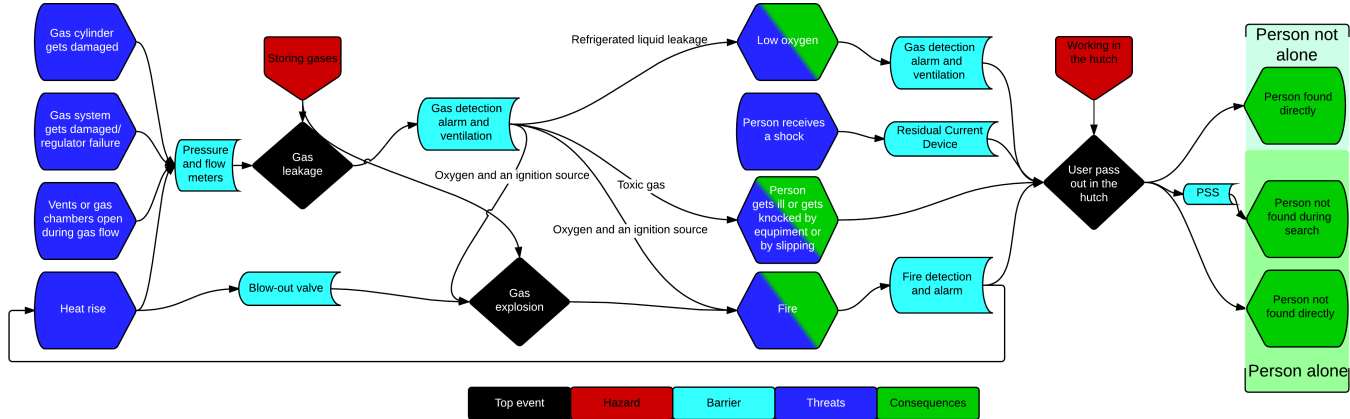 Gas cylinder
gets damaged
Gas system
gets damaged/
regulator failure
Vents or gas
chambers open
during gas flow
Heat rise
Storing gases
Pressure
and flow
meters
Gas
leakage
Blow-out valve
Gas detection
alarm and
ventilation
Refrigerated liquid leakage
Oxygen and an ignition source
Toxic gas
Oxygen and an ignition source
Gas
explosion
Low oxygen
Person receives
a shock
Person
gets ill or gets
knocked by
equpiment or
by slipping
Fire
Gas detection
alarm and
ventilation
Residual Current
Device
Fire detection
and alarm
Working in
the hutch
User pass
out in the
hutch
PSS
Person not
alone
Person found
directly
Person not
found during
search
Person not
found directly
Person alone
Top event
Hazard
Barrier
Threats
Consequences